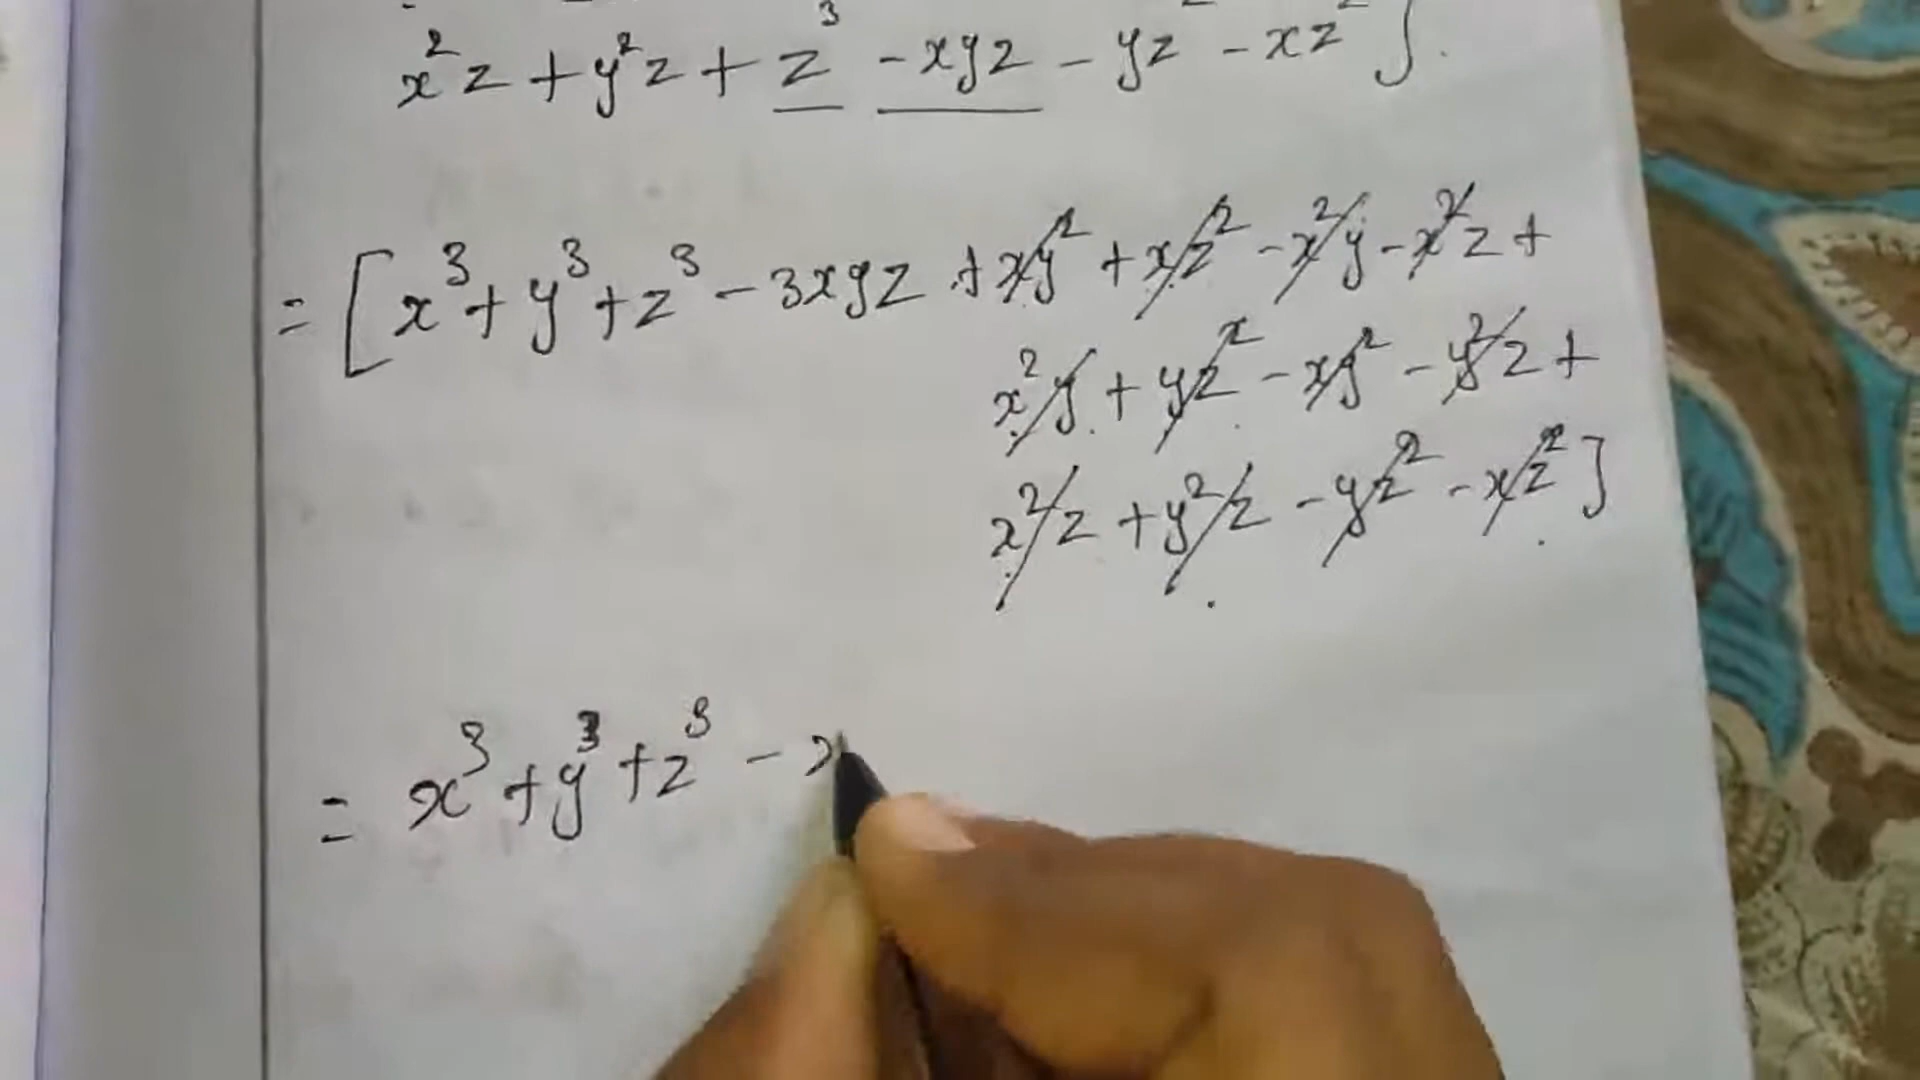 x²z + y²z + z³ - xyz - yz² - xz² ].
= [ x³ + y³ + z³ - 3xyz + xy² + xz² - x²y - x²z +
x²y + yz² - xy² - y²z +
x²z + y²z - yz² - xz² ]
= x³ + y³ + z³ - x